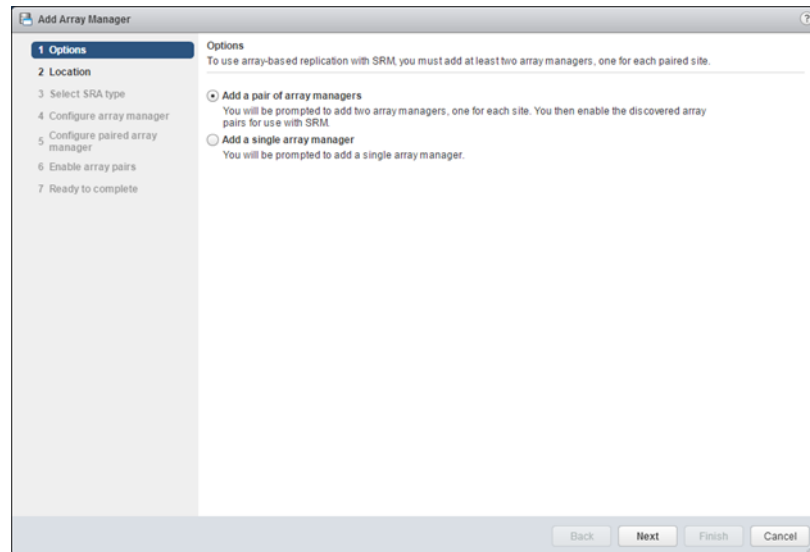 Add Array Manager
?
1 Options
2 Location
3 Select SRA type
4 Configure array manager
5 Configure paired array
manager
6 Enable array pairs
7 Ready to complete
Options
To use array-based replication with SRM, you must add at least two array managers, one for each paired site.
Add a pair of array managers
You will be prompted to add two array managers, one for each site. You then enable the discovered array
pairs for use with SRM.
Add a single array manager
You will be prompted to add a single array manager.
Back
Next
Finish
Cancel